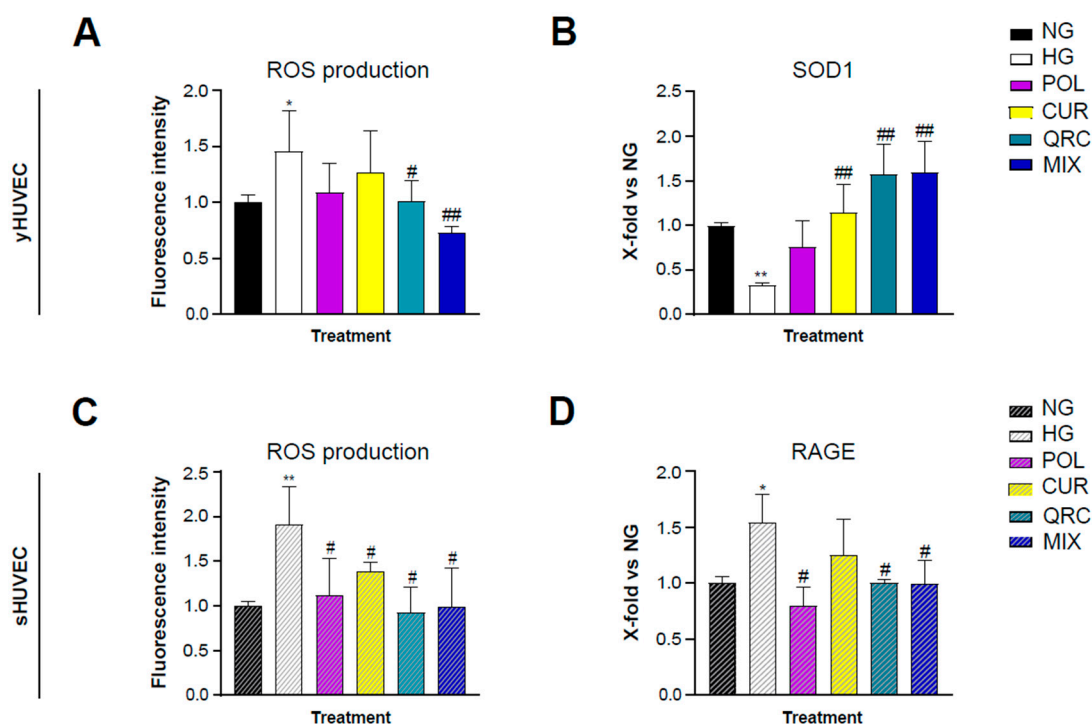 A
ROS production
Fluorescence intensity
2.0
1.5
1.0
0.5
0.0
*
#
##
Treatment
yHUVEC
B
SOD1
X-fold vs NG
2.5
2.0
1.5
1.0
0.5
0.0
**
##
##
##
Treatment
NG
HG
POL
CUR
QRC
MIX
C
ROS production
Fluorescence intensity
2.5
2.0
1.5
1.0
0.5
0.0
**
#
#
#
#
Treatment
sHUVEC
D
RAGE
X-fold vs NG
2.0
1.5
1.0
0.5
0.0
*
#
#
#
Treatment
NG
HG
POL
CUR
QRC
MIX